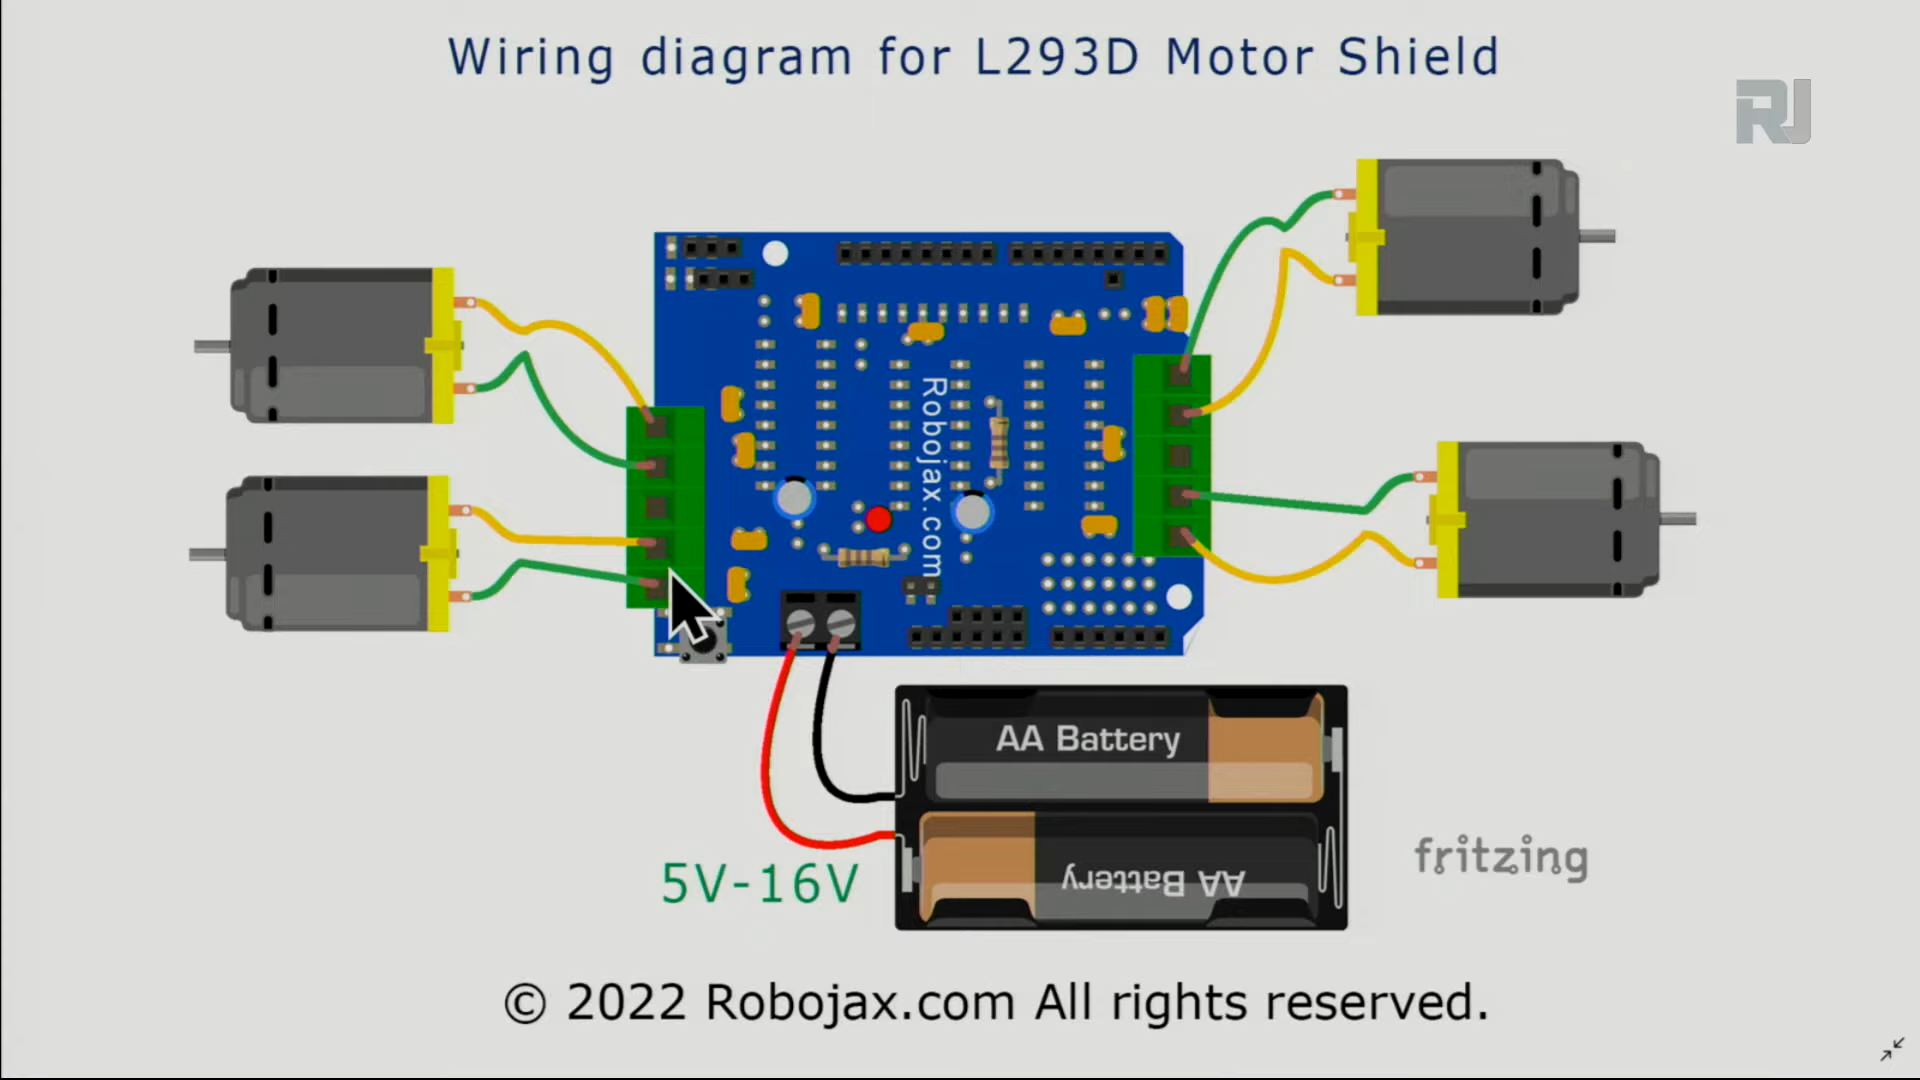 Wiring diagram for L293D Motor Shield
RJ
Robojax.com
AA Battery
AA Battery
5V-16V
fritzing
© 2022 Robojax.com All rights reserved.